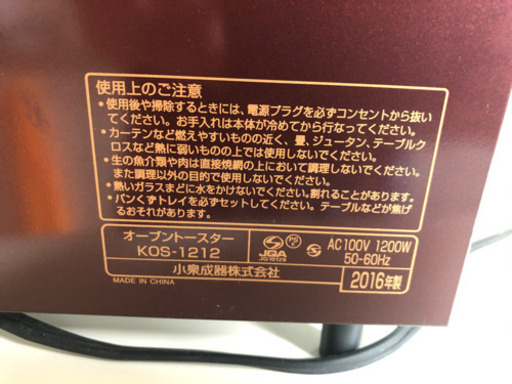 使用上のご注意
•使用後や掃除するときには、電源プラグを必ずコンセントから抜い
てください。お手入れは本体が冷めてから行なってください。
•カーテンなど燃えやすいものの近く、畳、ジュータン、テーブルク
ロスなど熱に弱いものの上では使用しないでください。
•生の魚介類や肉は直接焼網の上において調理しないでください。
また調理以外の目的で使用しないでください。
•熱いガラスまどに水をかけないでください。割れることがあります。
•パンくずトレイを必ずセットしてください。テーブルなどが焦げ
るおそれがあります。
オーブントースター
KOS-1212
JQA
AC100V 1200W
50-60Hz
小泉成器株式会社
2016年製
MADE IN CHINA